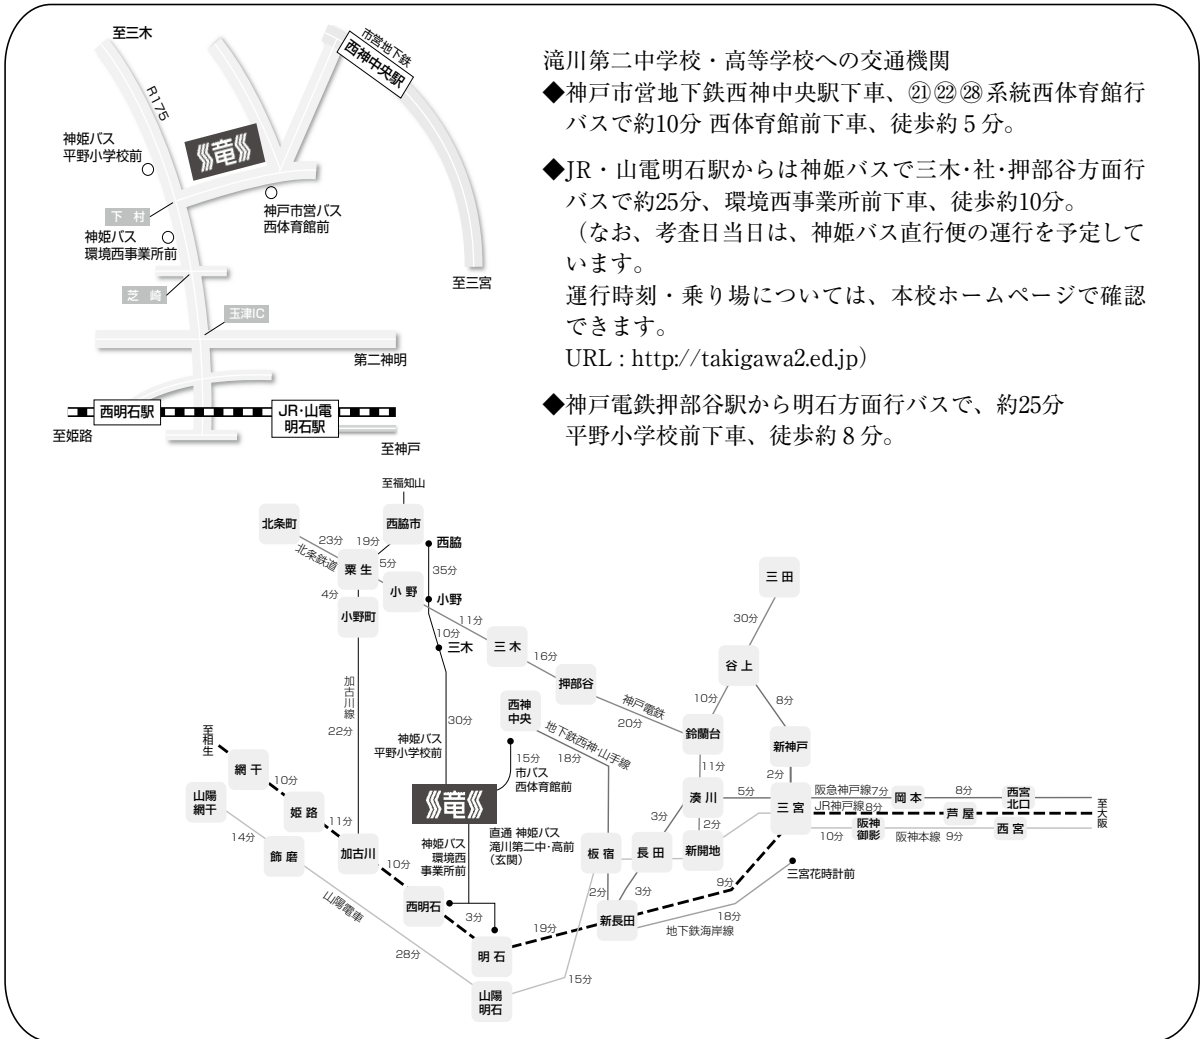 至三木
市営地下鉄
西神中央駅
R175
神姫バス
平野小学校前
竜
下 村
神戸市営バス
西体育館前
神姫バス
環境西事業所前
芝 崎
至三宮
玉津IC
第二神明
西明石駅
JR・山電
明石駅
至姫路
至神戸
滝川第二中学校・高等学校への交通機関
◆神戸市営地下鉄西神中央駅下車、㉑㉒㉘系統西体育館行
バスで約10分 西体育館前下車、徒歩約5分。
◆JR・山電明石駅からは神姫バスで三木・社・押部谷方面行
バスで約25分、環境西事業所前下車、徒歩約10分。
（なお、考査日当日は、神姫バス直行便の運行を予定して
います。
運行時刻・乗り場については、本校ホームページで確認
できます。
URL : http://takigawa2.ed.jp）
◆神戸電鉄押部谷駅から明石方面行バスで、約25分
平野小学校前下車、徒歩約8分。
至福知山
北条町
西脇市
23分
19分
西脇
北条鉄道
粟生
5分
35分
三田
小野
小野
4分
小野町
11分
30分
10分
三木
三木
16分
谷上
押部谷
加古川線
西神
中央
神戸電鉄
10分
8分
20分
30分
22分
至相生
神姫バス
平野小学校前
地下鉄西神・山手線
鈴蘭台
新神戸
15分
18分
網干
市バス
西体育館前
11分
2分
10分
山陽
網干
竜
湊川
5分
三宮
阪急神戸線7分
岡本
8分
西宮
北口
姫路
JR神戸線8分
芦屋
至大阪
11分
3分
2分
阪神
御影
10分
阪神本線
9分
西宮
14分
神姫バス
環境西
事業所前
直通 神姫バス
滝川第二中・高前
（玄関）
飾磨
加古川
板宿
長田
新開地
10分
三宮花時計前
2分
3分
9分
山陽電車
西明石
3分
新長田
18分
19分
地下鉄海岸線
28分
明石
15分
山陽
明石